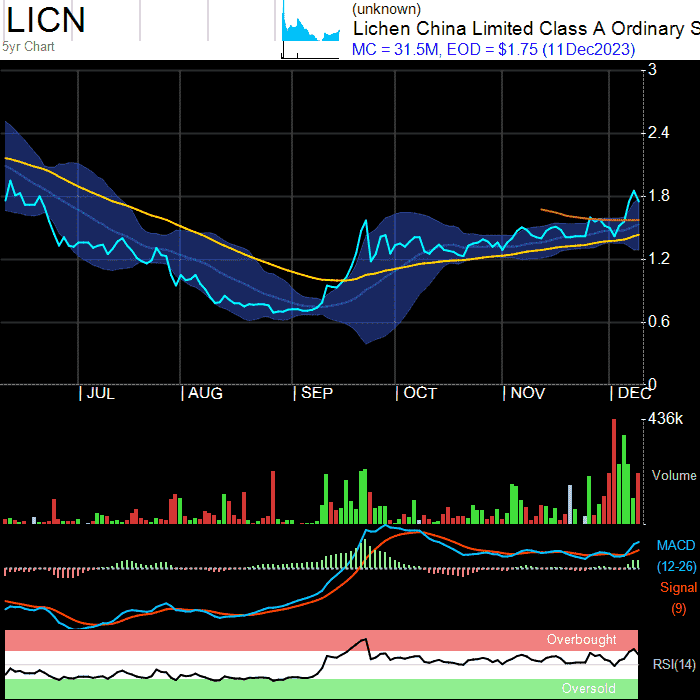 LICN
5yr Chart
(unknown)
Lichen China Limited Class A Ordinary S
MC = 31.5M, EOD = $1.75 (11Dec2023)
3
2.4
1.8
1.2
0.6
0
JUL
AUG
SEP
OCT
NOV
DEC
436k
Volume
MACD
(12-26)
Signal
(9)
Overbought
RSI(14)
Oversold